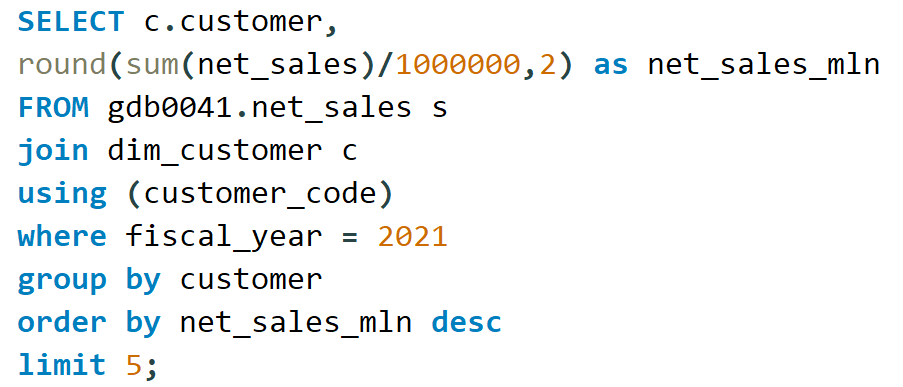 SELECT c.customer,
round(sum(net_sales)/1000000,2) as net_sales_mln
FROM gdb0041.net_sales s
join dim_customer c
using (customer_code)
where fiscal_year = 2021
group by customer
order by net_sales_mln desc
limit 5;